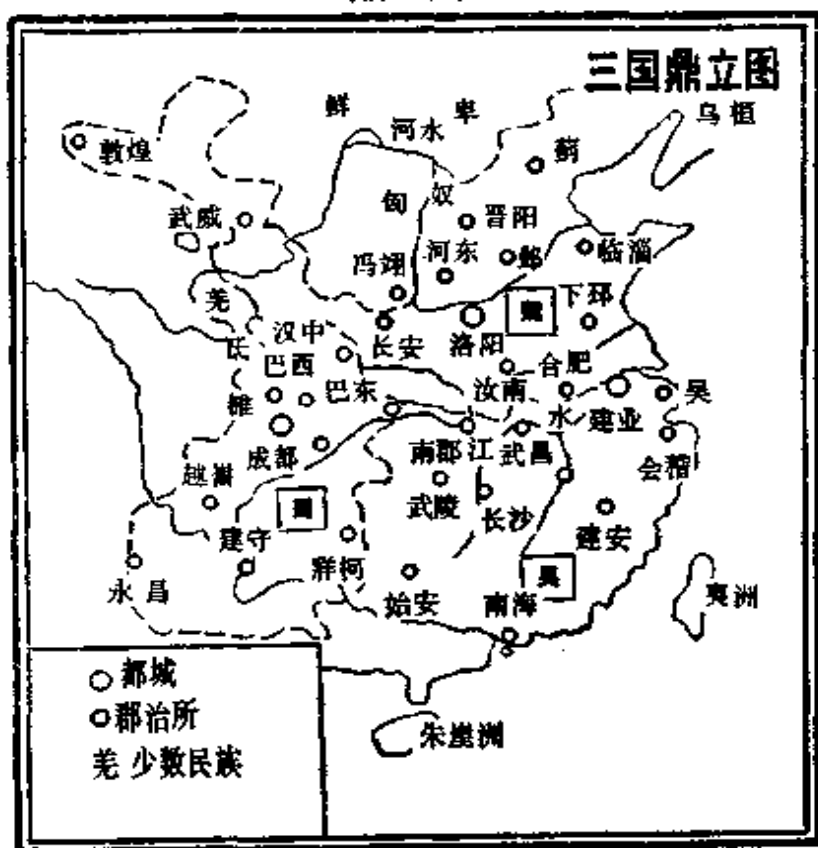 三国鼎立图
鲜
卑
河水
乌桓
蓟
敦煌
匈
奴
武威
晋阳
河东
邺
临淄
冯翊
羌
下邳
汉中
长安
洛阳
氐
巴西
合肥
巴东
汝南
水
建业
吴
成都
南郡
江
武昌
会稽
越嶲
武陵
长沙
建守
建安
牂柯
吴
永昌
始安
南海
夷洲
都城
郡治所
羌 少数民族
朱崖洲